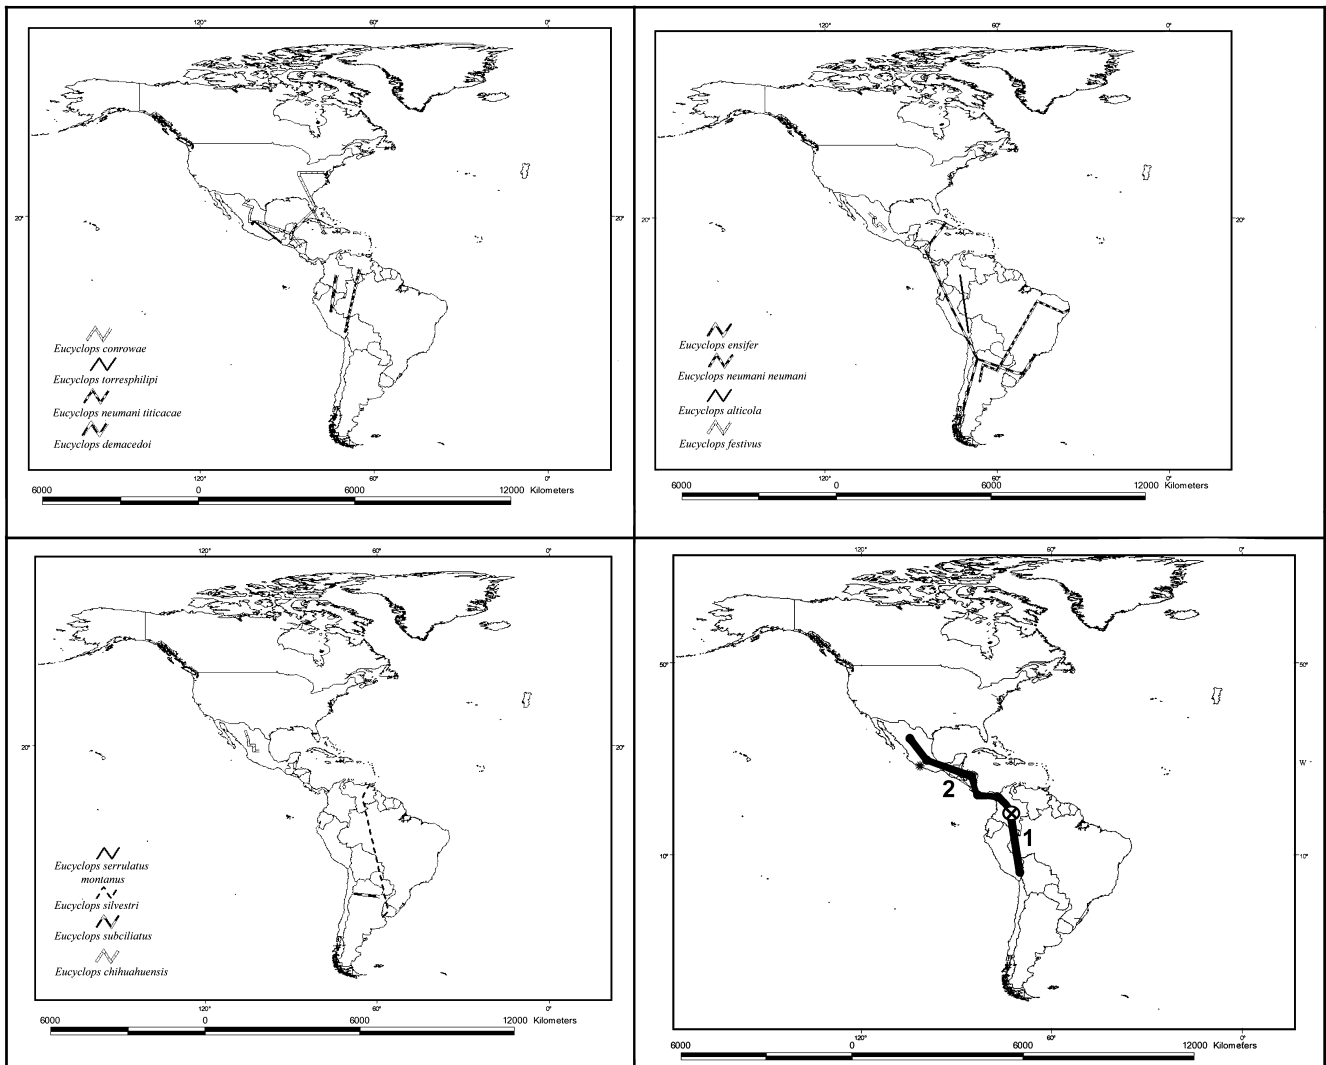 120° 60° 0°
20° 20°
Eucyclops conrowae
Eucyclops torresphilipi
Eucyclops neumani titicacae
Eucyclops demacedoi
120° 60° 0°
6000 0 6000 12000 Kilometers
120° 60° 0°
20° 20°
Eucyclops ensifer
Eucyclops neumani neumani
Eucyclops alticola
Eucyclops festivus
120° 60° 0°
6000 0 6000 12000 Kilometers
120° 60° 0°
20° 20°
Eucyclops serrulatus
montanus
Eucyclops silvestri
Eucyclops subciliatus
Eucyclops chihuahuensis
120° 60° 0°
6000 0 6000 12000 Kilometers
120° 60° 0°
50° 50°
W
2
1
10° 10°
120° 60° 0°
6000 0 6000 12000 Kilometers